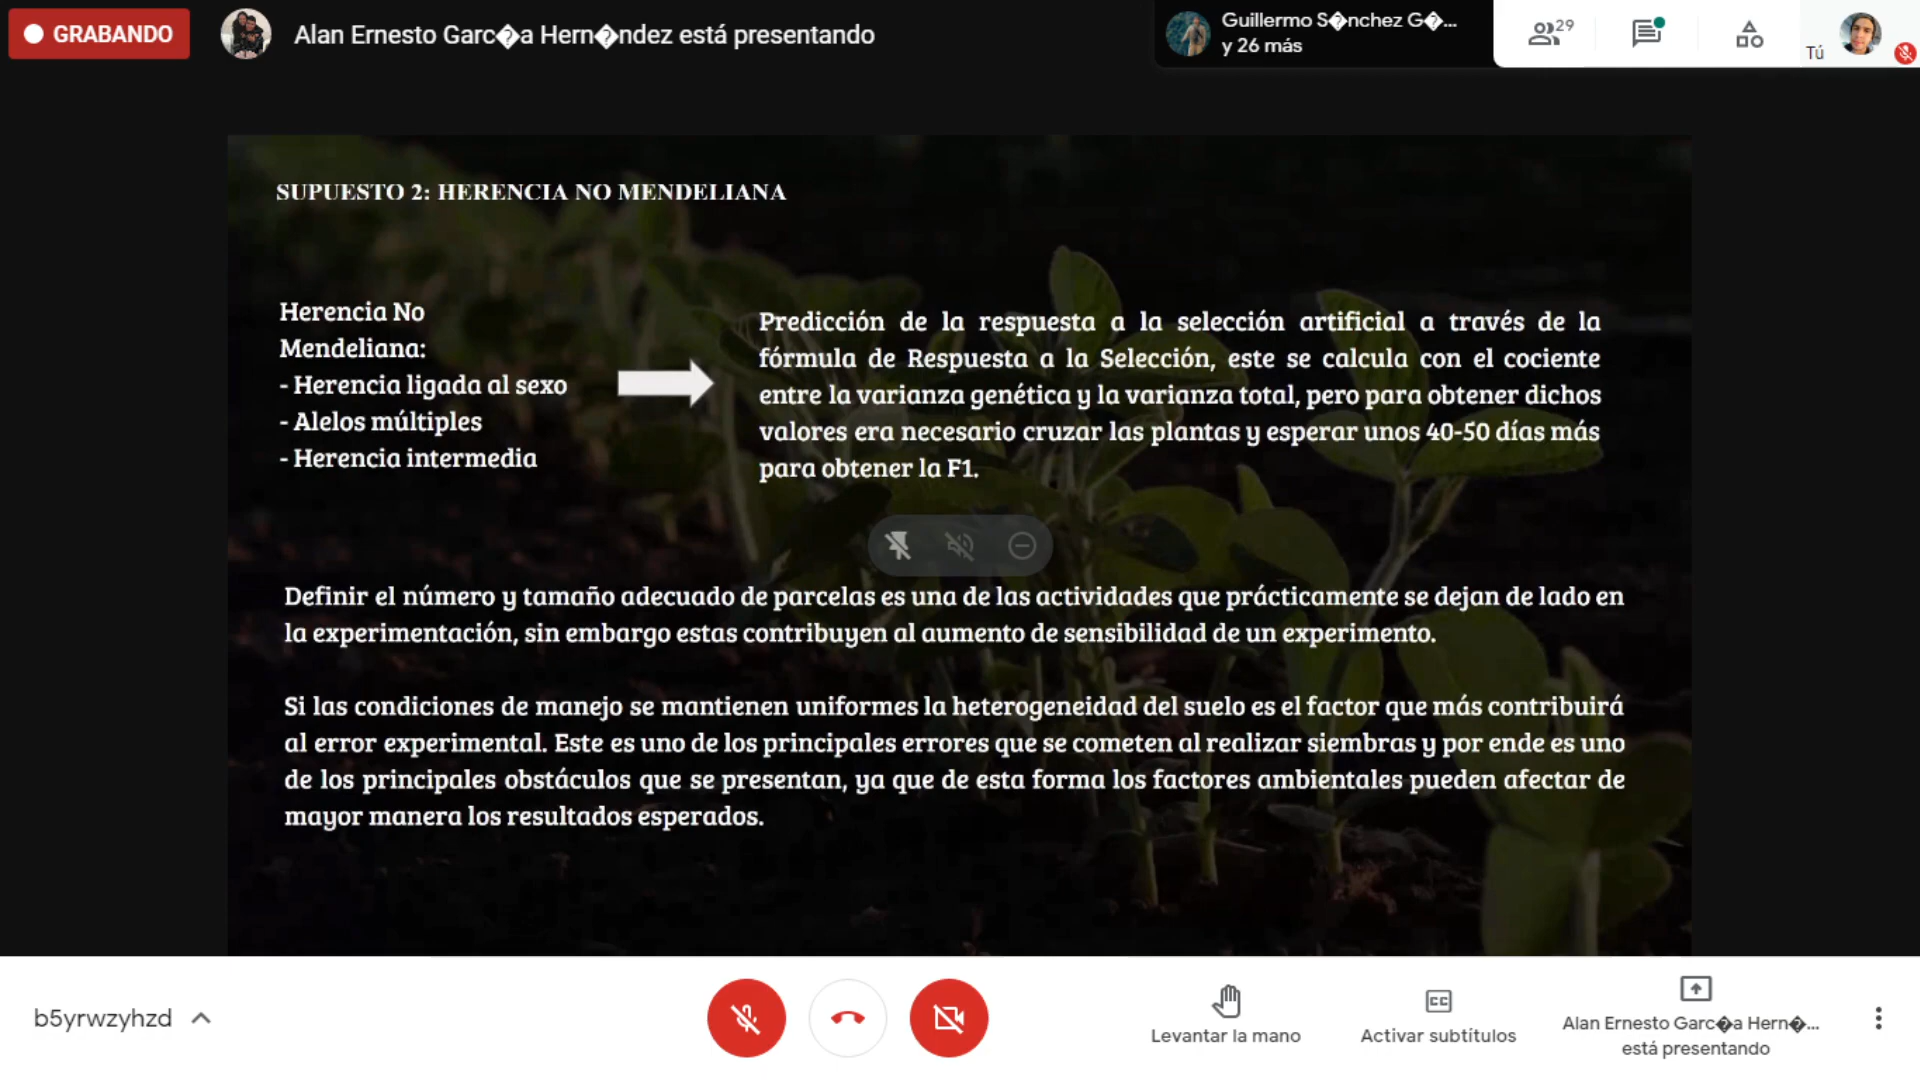 GRABANDO
Alan Ernesto Garc�a Hern�ndez está presentando
Guillermo S�nchez G�...
y 26 más
29
Tú
SUPUESTO 2: HERENCIA NO MENDELIANA
Herencia No
Mendeliana:
- Herencia ligada al sexo
- Alelos múltiples
- Herencia intermedia
Predicción de la respuesta a la selección artificial a través de la
fórmula de Respuesta a la Selección, este se calcula con el cociente
entre la varianza genética y la varianza total, pero para obtener dichos
valores era necesario cruzar las plantas y esperar unos 40-50 días más
para obtener la F1.
Definir el número y tamaño adecuado de parcelas es una de las actividades que prácticamente se dejan de lado en
la experimentación, sin embargo estas contribuyen al aumento de sensibilidad de un experimento.
Si las condiciones de manejo se mantienen uniformes la heterogeneidad del suelo es el factor que más contribuirá
al error experimental. Este es uno de los principales errores que se cometen al realizar siembras y por ende es uno
de los principales obstáculos que se presentan, ya que de esta forma los factores ambientales pueden afectar de
mayor manera los resultados esperados.
b5yrwzyhzd
Levantar la mano
CC
Activar subtítulos
Alan Ernesto Garc�a Hern�...
está presentando